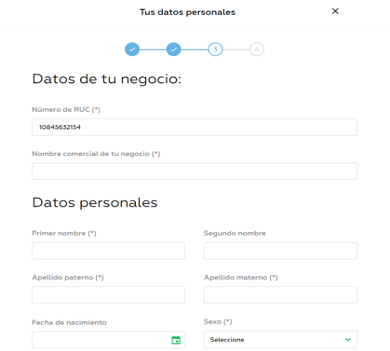 Tus datos personales
3 4
Datos de tu negocio:
Número de RUC (*)
10845632154
Nombre comercial de tu negocio (*)
Datos personales
Primer nombre (*) Segundo nombre
Apellido paterno (*) Apellido materno (*)
Fecha de nacimiento Sexo (*)
Seleccione